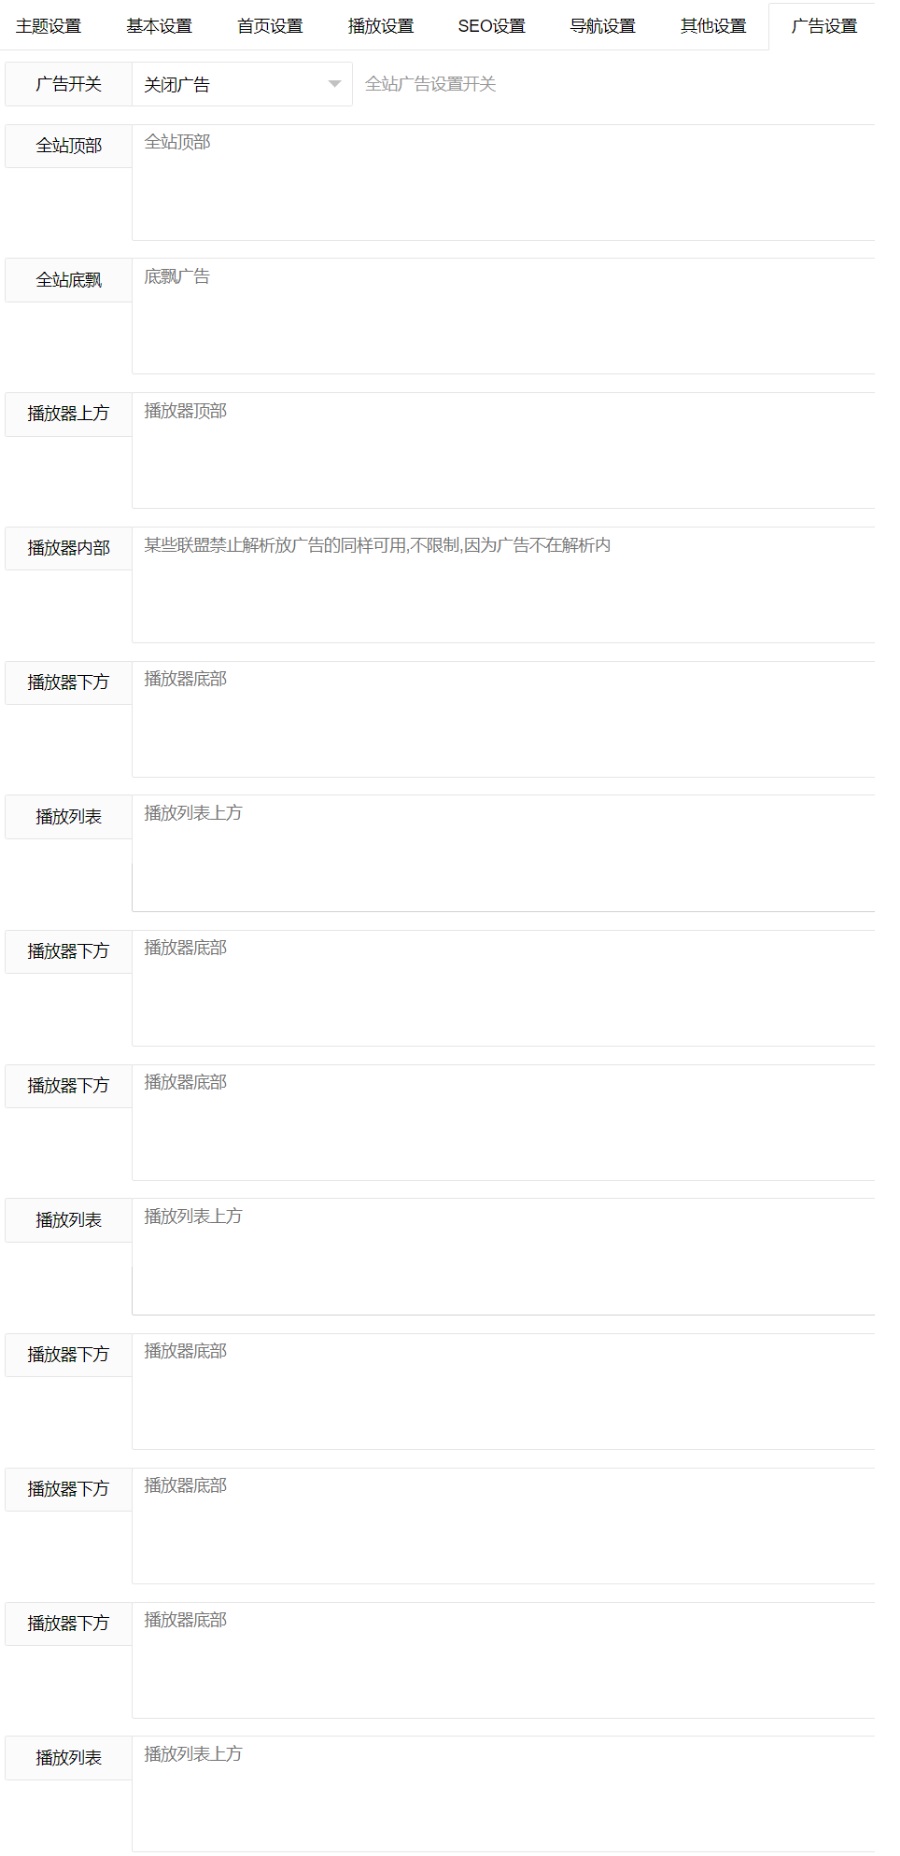 主题设置 基本设置 首页设置 播放设置 SEO设置 导航设置 其他设置 广告设置
广告开关 关闭广告 全站广告设置开关
全站顶部 全站顶部
全站底飘 底飘广告
播放器上方 播放器顶部
播放器内部 某些联盟禁止解析放广告的同样可用,不限制,因为广告不在解析内
播放器下方 播放器底部
播放列表 播放列表上方
播放器下方 播放器底部
播放器下方 播放器底部
播放列表 播放列表上方
播放器下方 播放器底部
播放器下方 播放器底部
播放器下方 播放器底部
播放列表 播放列表上方